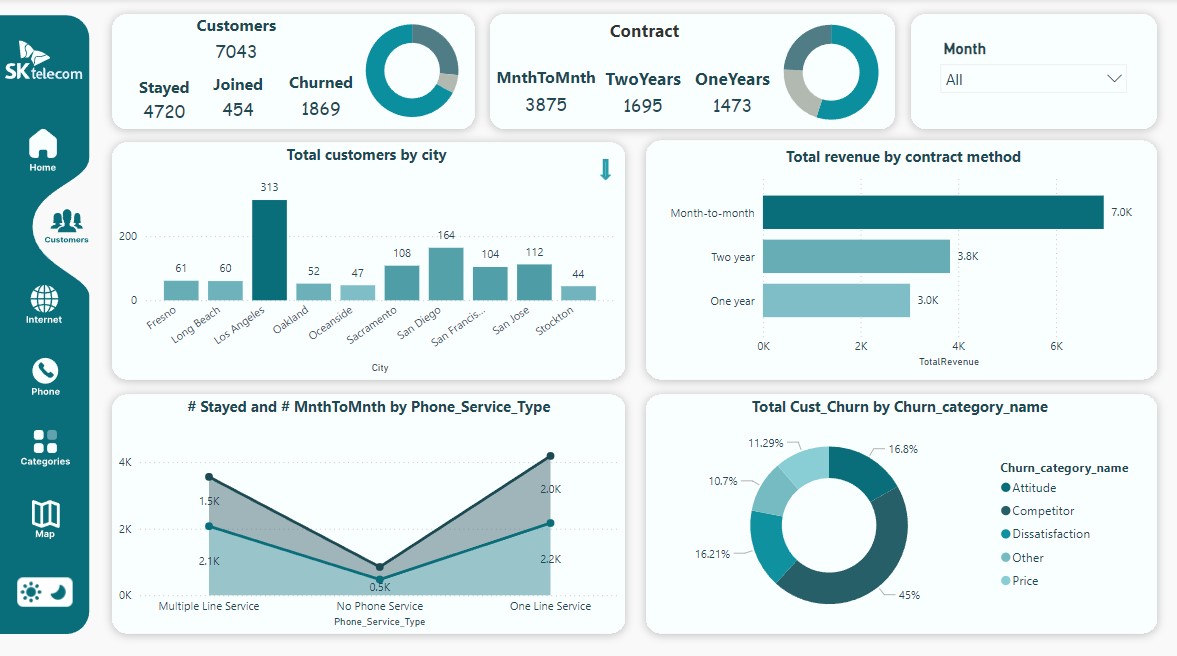 SK telecom
Home
Customers
Internet
Phone
Categories
Map
Customers
7043
Stayed Joined Churned
4720 454 1869
Contract
MnthToMnth TwoYears OneYears
3875 1695 1473
Month
All
Total customers by city
200
0
61 60 313 52 47 108 164 104 112 44
Fresno Long Beach Los Angeles Oakland Oceanside Sacramento San Diego San Francis... San Jose Stockton
City
Total revenue by contract method
Month-to-month 7.0K
Two year 3.8K
One year 3.0K
0K 2K 4K 6K
TotalRevenue
# Stayed and # MnthToMnth by Phone_Service_Type
4K
2K
0K
1.5K 2.0K
2.1K 0.5K 2.2K
Multiple Line Service No Phone Service One Line Service
Phone_Service_Type
Total Cust_Churn by Churn_category_name
11.29% 16.8%
10.7%
16.21%
45%
Churn_category_name
Attitude
Competitor
Dissatisfaction
Other
Price